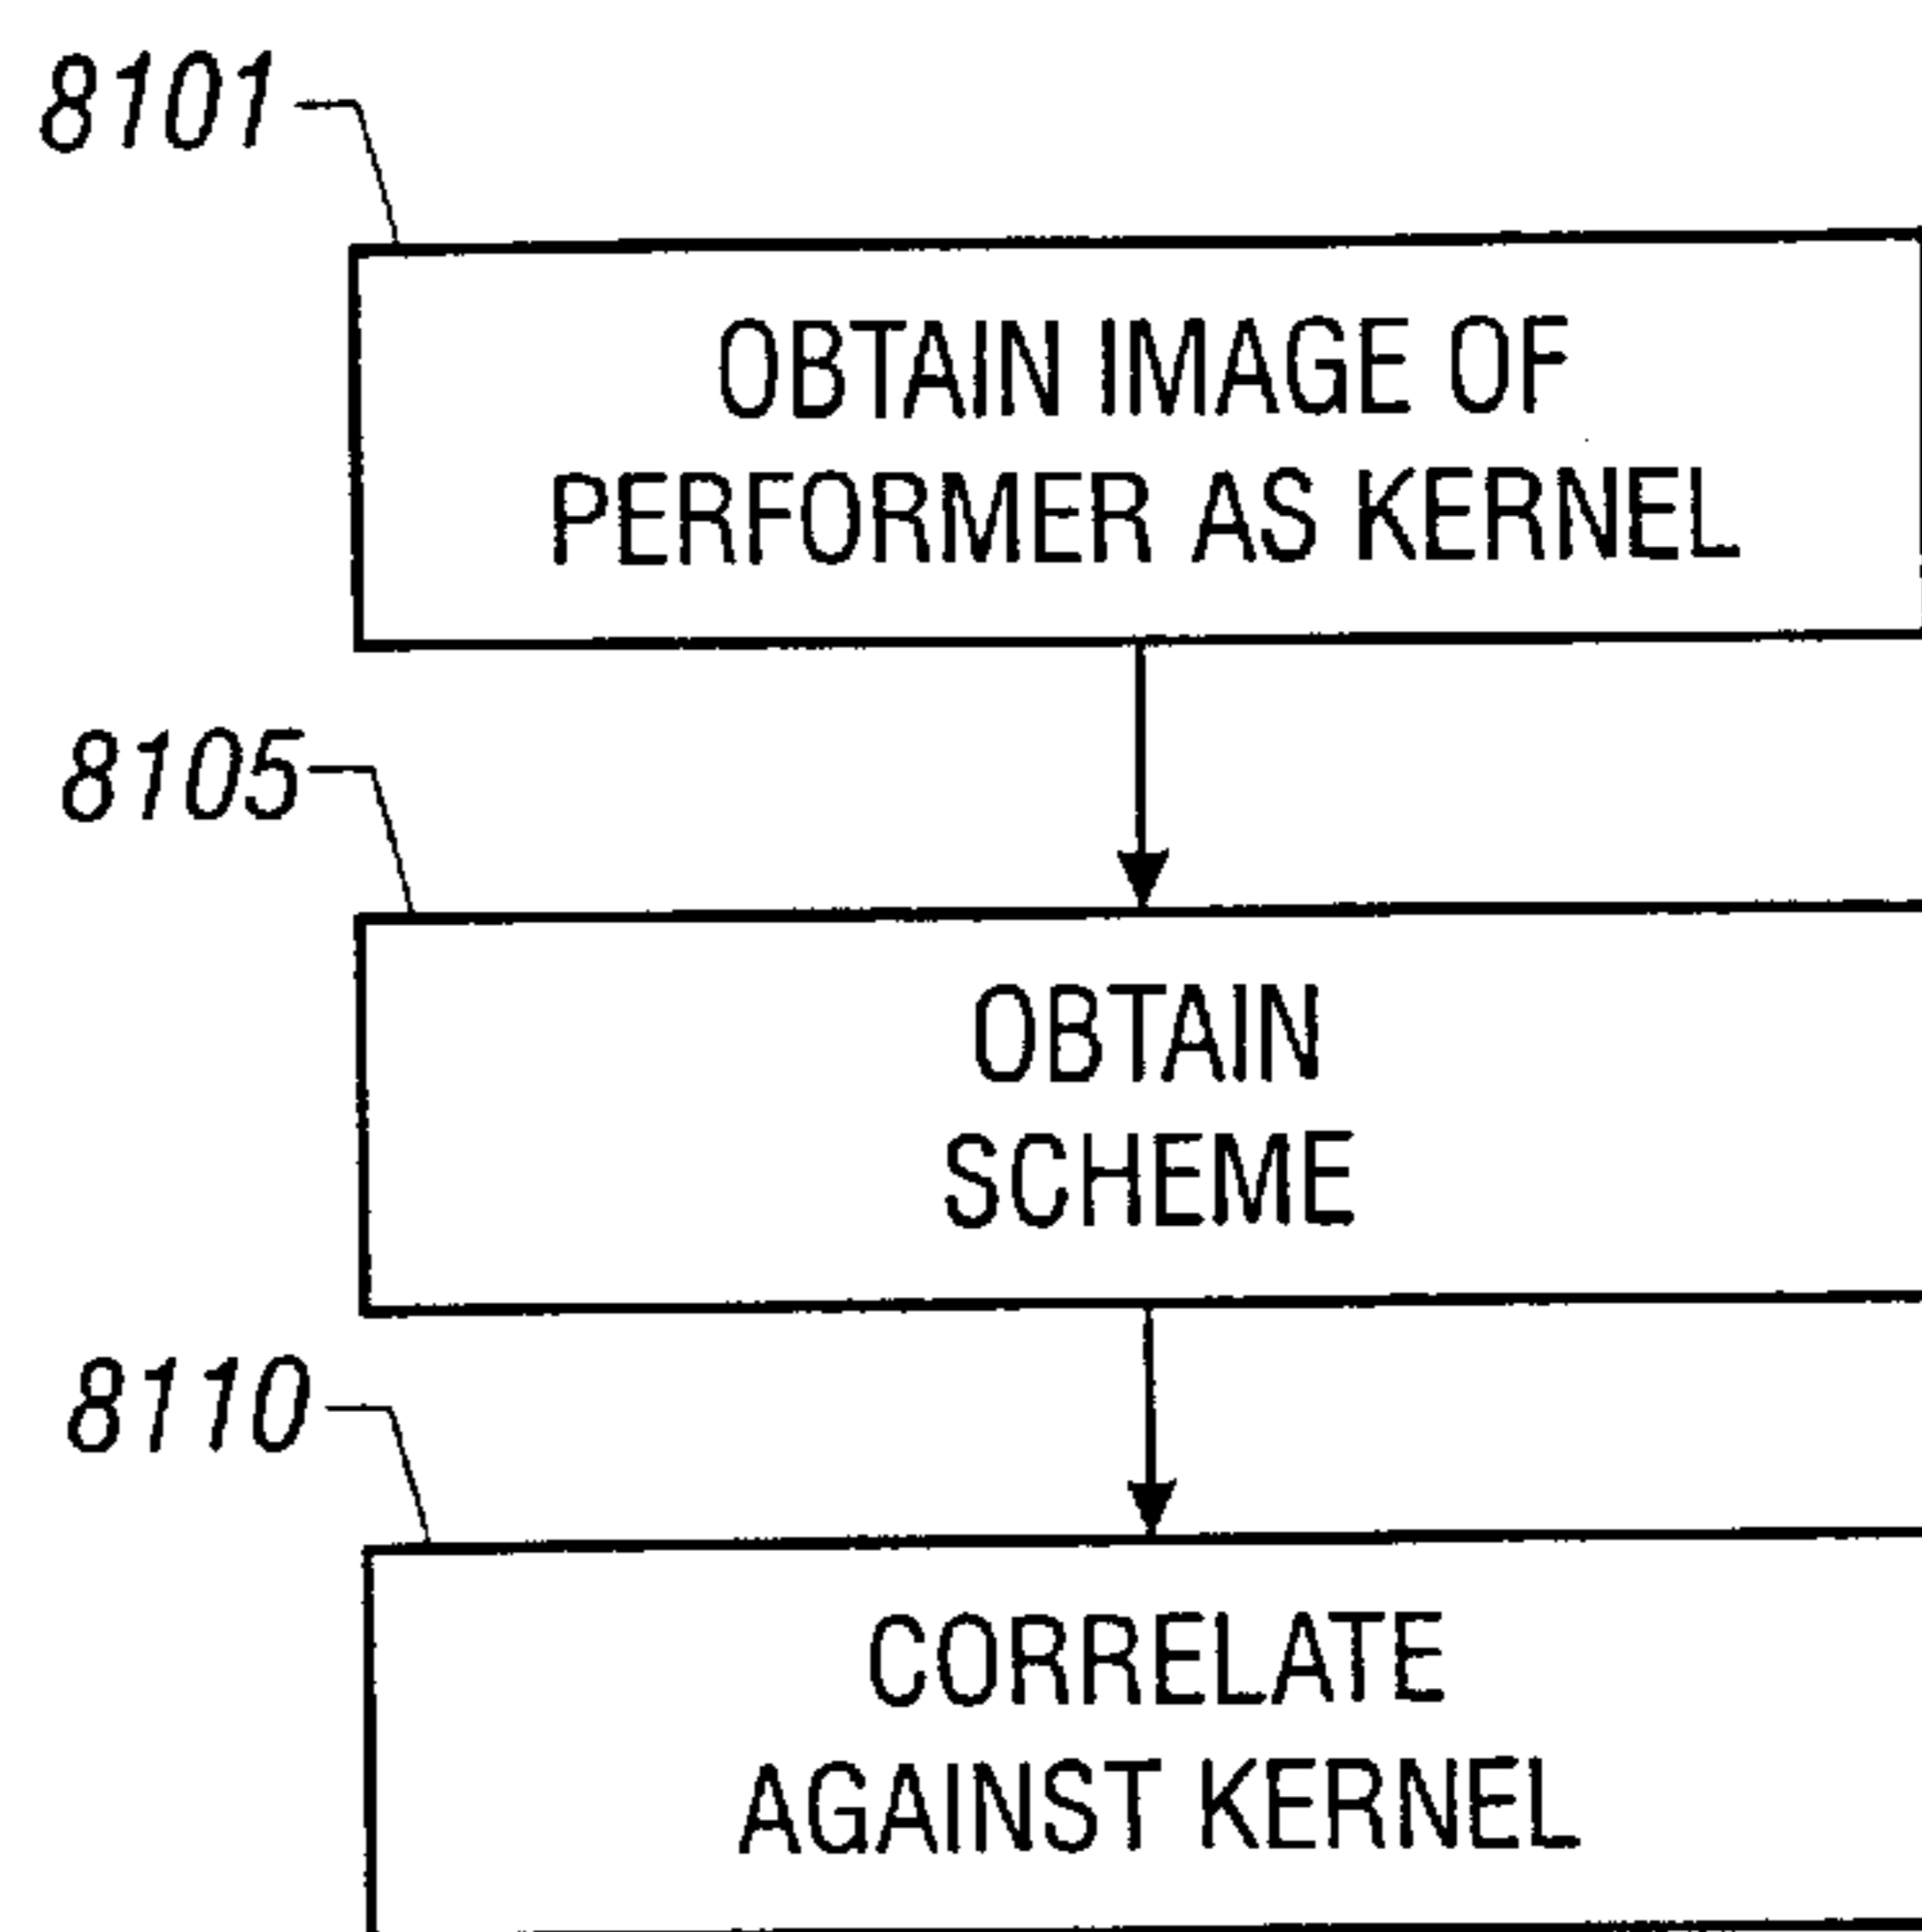 8101
OBTAIN IMAGE OF
PERFORMER AS KERNEL
8105
OBTAIN
SCHEME
8110
CORRELATE
AGAINST KERNEL